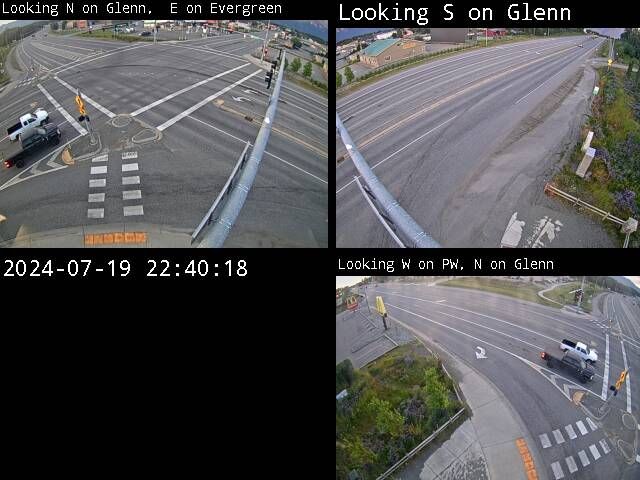 Looking N on Glenn,  E on Evergreen
Looking S on Glenn
2024-07-19 22:40:18
Looking W on PW, N on Glenn